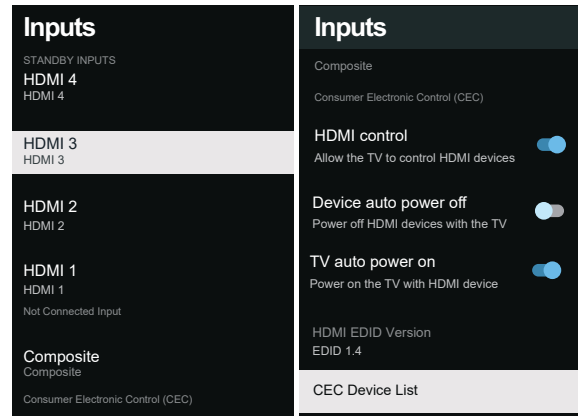 Inputs
STANDBY INPUTS
HDMI 4
HDMI 4
HDMI 3
HDMI 3
HDMI 2
HDMI 2
HDMI 1
HDMI 1
Not Connected Input
Composite
Composite
Consumer Electronic Control (CEC)
Inputs
Composite
Consumer Electronic Control (CEC)
HDMI control
Allow the TV to control HDMI devices
Device auto power off
Power off HDMI devices with the TV
TV auto power on
Power on the TV with HDMI device
HDMI EDID Version
EDID 1.4
CEC Device List